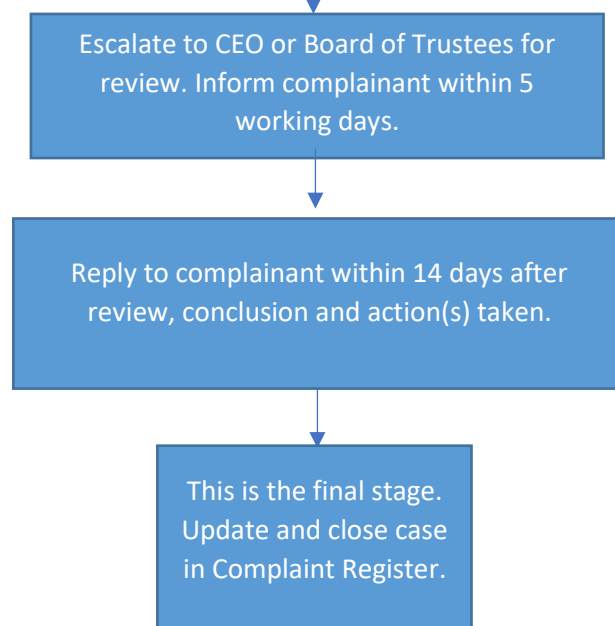 Escalate to CEO or Board of Trustees for
review. Inform complainant within 5
working days.
Reply to complainant within 14 days after
review, conclusion and action(s) taken.
This is the final stage.
Update and close case
in Complaint Register.